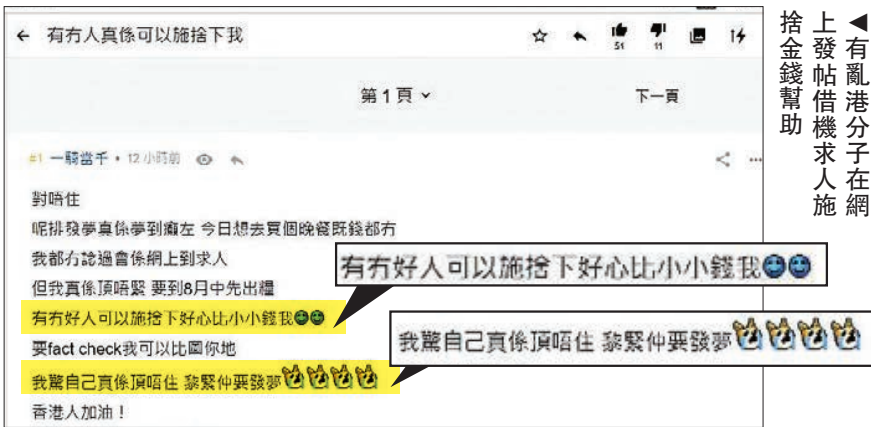 ← 有冇人真係可以施捨下我
51
11
第 1 頁
下一頁
#1 一騎當千 • 12 小時前
對唔住
呢排發夢真係夢到癲左 今日想去買個晚餐既錢都冇
我都冇諗過會係網上到求人
但我真係頂唔緊 要到8月中先出糧
有冇好人可以施捨下好心比小小錢我
要fact check我可以比圖你地
我驚自己真係頂唔住 黎緊仲要發夢
香港人加油！
有冇好人可以施捨下好心比小小錢我
我驚自己真係頂唔住 黎緊仲要發夢
◀有亂港分子在網
上發帖借機求人施
捨金錢幫助